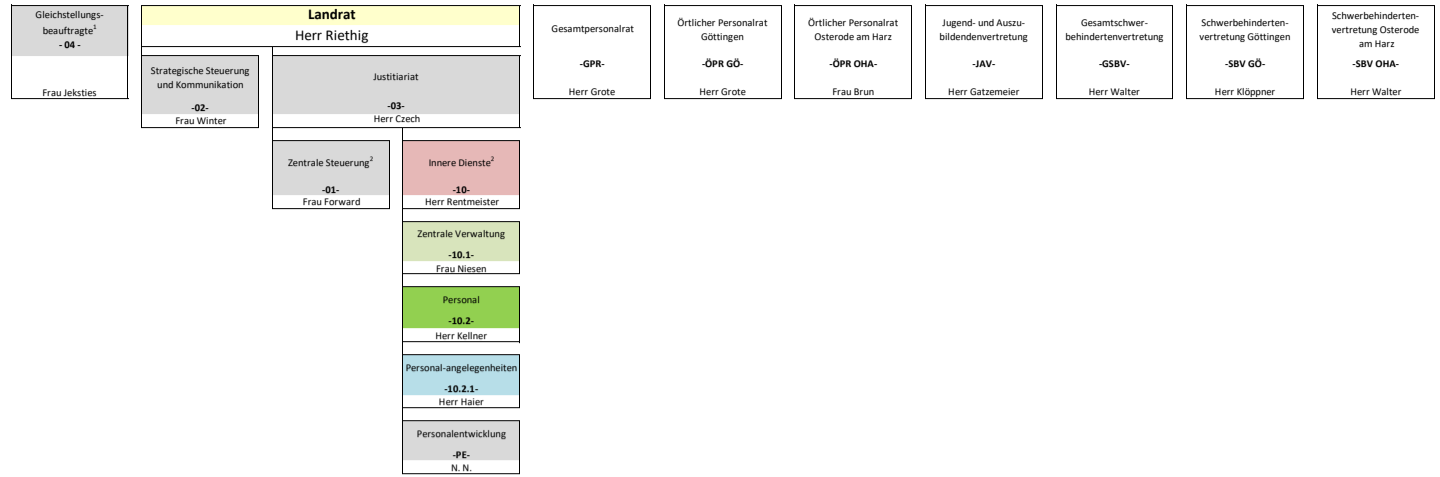 Gleichstellungs-
beauftragte¹
- 04 -
Frau Jeksties
Landrat
Herr Riethig
Strategische Steuerung
und Kommunikation
-02-
Frau Winter
Justitiariat
-03-
Herr Czech
Zentrale Steuerung²
-01-
Frau Forward
Innere Dienste²
-10-
Herr Rentmeister
Zentrale Verwaltung
-10.1-
Frau Niesen
Personal
-10.2-
Herr Kellner
Personal-angelegenheiten
-10.2.1-
Herr Haier
Personalentwicklung
-PE-
N. N.
Gesamtpersonalrat
-GPR-
Herr Grote
Örtlicher Personalrat
Göttingen
-ÖPR GÖ-
Herr Grote
Örtlicher Personalrat
Osterode am Harz
-ÖPR OHA-
Frau Brun
Jugend- und Auszu-
bildendenvertretung
-JAV-
Herr Gatzemeier
Gesamtschwer-
behindertenvertretung
-GSBV-
Herr Walter
Schwerbehinderten-
vertretung Göttingen
-SBV GÖ-
Herr Klöppner
Schwerbehinderten-
vertretung Osterode
am Harz
-SBV OHA-
Herr Walter